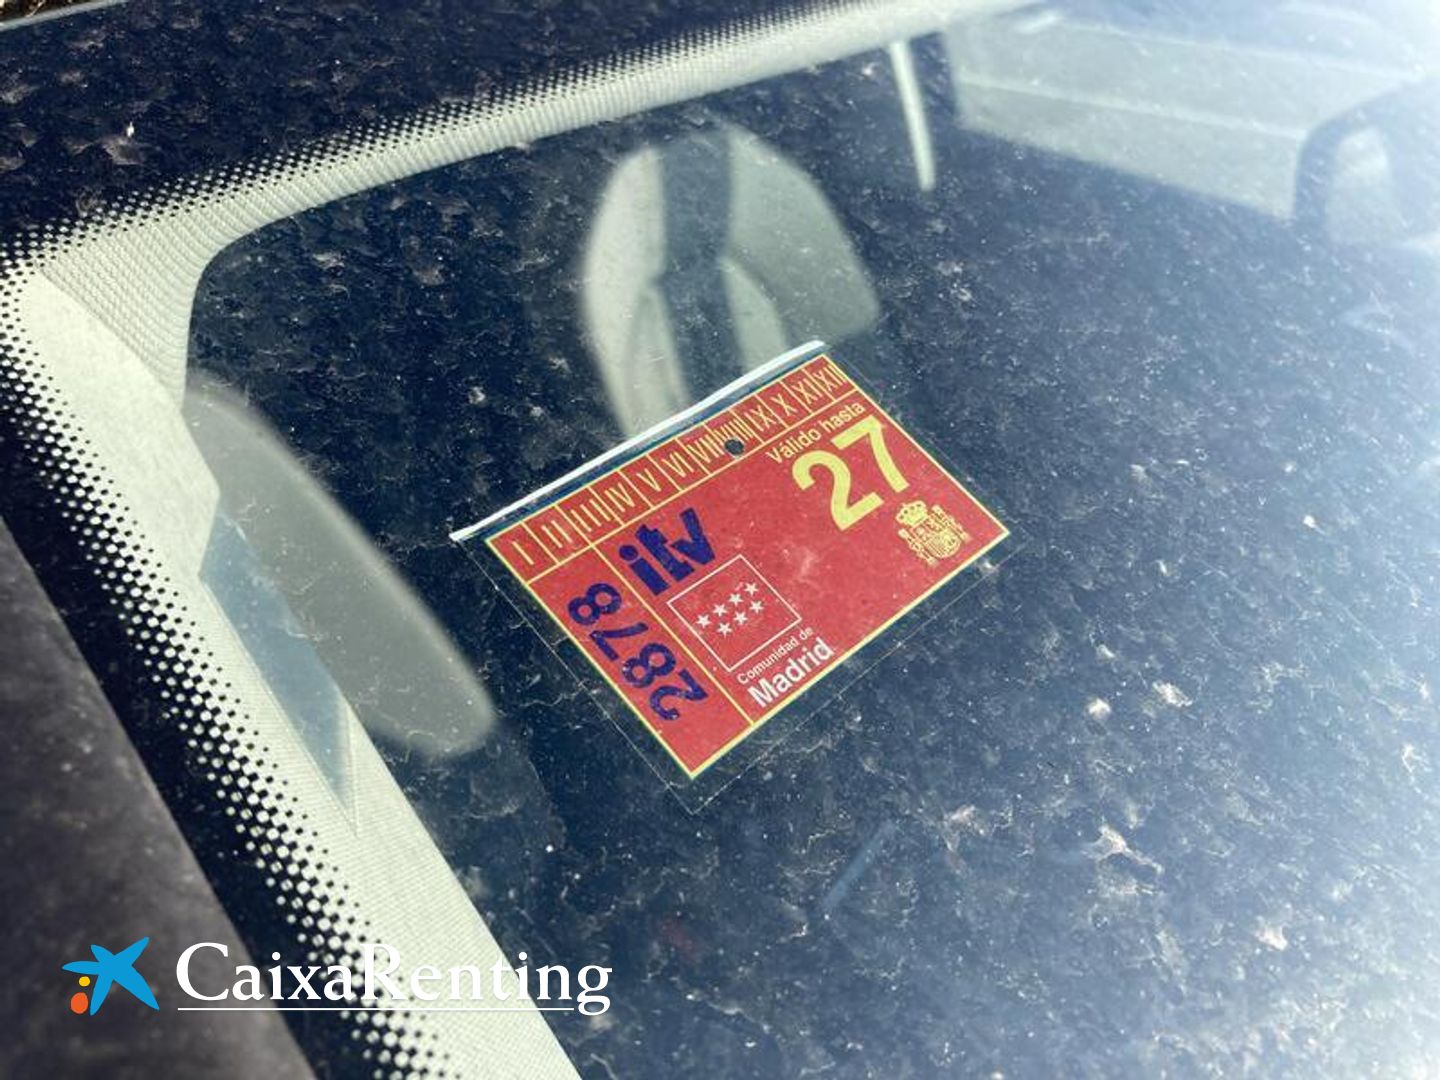 I II III IV V VI VII VIII IX X XI XII
Válido hasta
27
itv
2878
Comunidad de
Madrid
CaixaRenting